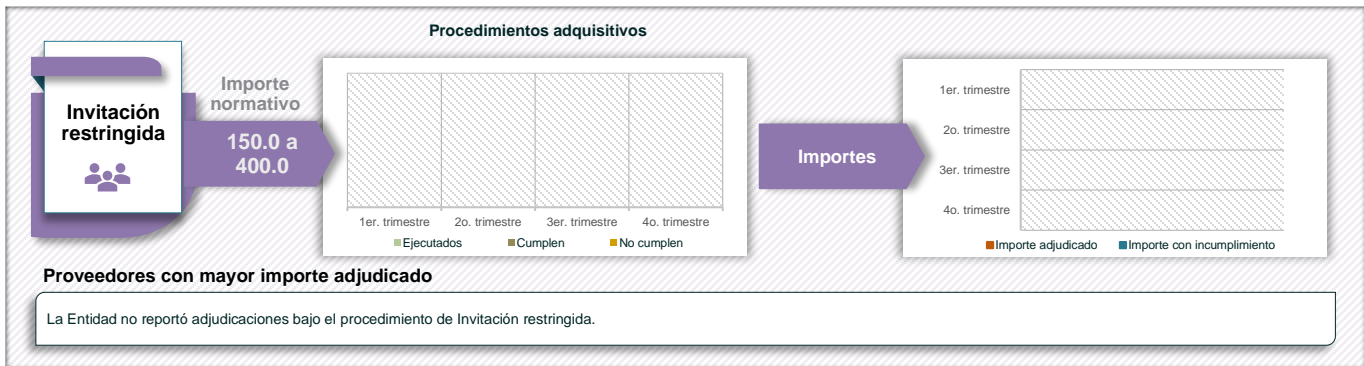 Procedimientos adquisitivos
Invitación
restringida
Importe
normativo
150.0 a
400.0
1er. trimestre 2o. trimestre 3er. trimestre 4o. trimestre
Ejecutados Cumplen No cumplen
Importes
1er. trimestre
2o. trimestre
3er. trimestre
4o. trimestre
Importe adjudicado Importe con incumplimiento
Proveedores con mayor importe adjudicado
La Entidad no reportó adjudicaciones bajo el procedimiento de Invitación restringida.